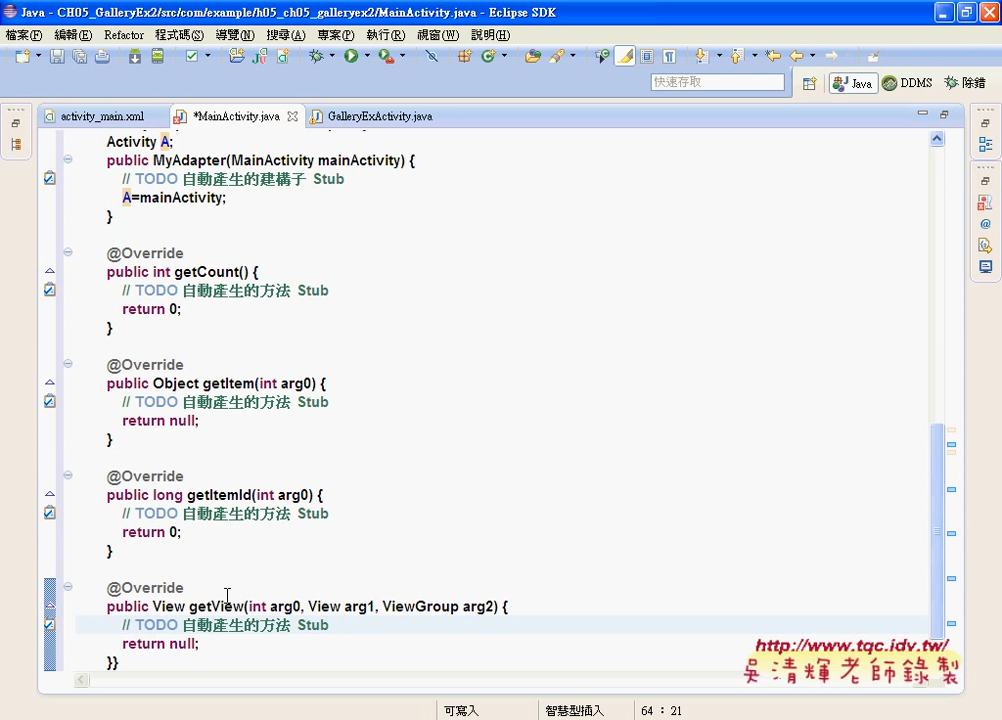 Java - CH05_GalleryEx2/src/com/example/h05_ch05_galleryex2/MainActivity.java - Eclipse SDK
檔案(F) 編輯(E) Refactor 程式碼(S) 導覽(N) 搜尋(A) 專案(P) 執行(R) 視窗(W) 說明(H)
快速存取
Java
DDMS
除錯
activity_main.xml
*MainActivity.java
GalleryExActivity.java
Activity A;
public MyAdapter(MainActivity mainActivity) {
// TODO 自動產生的建構子 Stub
A=mainActivity;
}
@Override
public int getCount() {
// TODO 自動產生的方法 Stub
return 0;
}
@Override
public Object getItem(int arg0) {
// TODO 自動產生的方法 Stub
return null;
}
@Override
public long getItemId(int arg0) {
// TODO 自動產生的方法 Stub
return 0;
}
@Override
public View getView(int arg0, View arg1, ViewGroup arg2) {
// TODO 自動產生的方法 Stub
return null;
}}
http://www.tqc.idv.tw/
吳清輝老師錄製
可寫入
智慧型插入
64 : 21